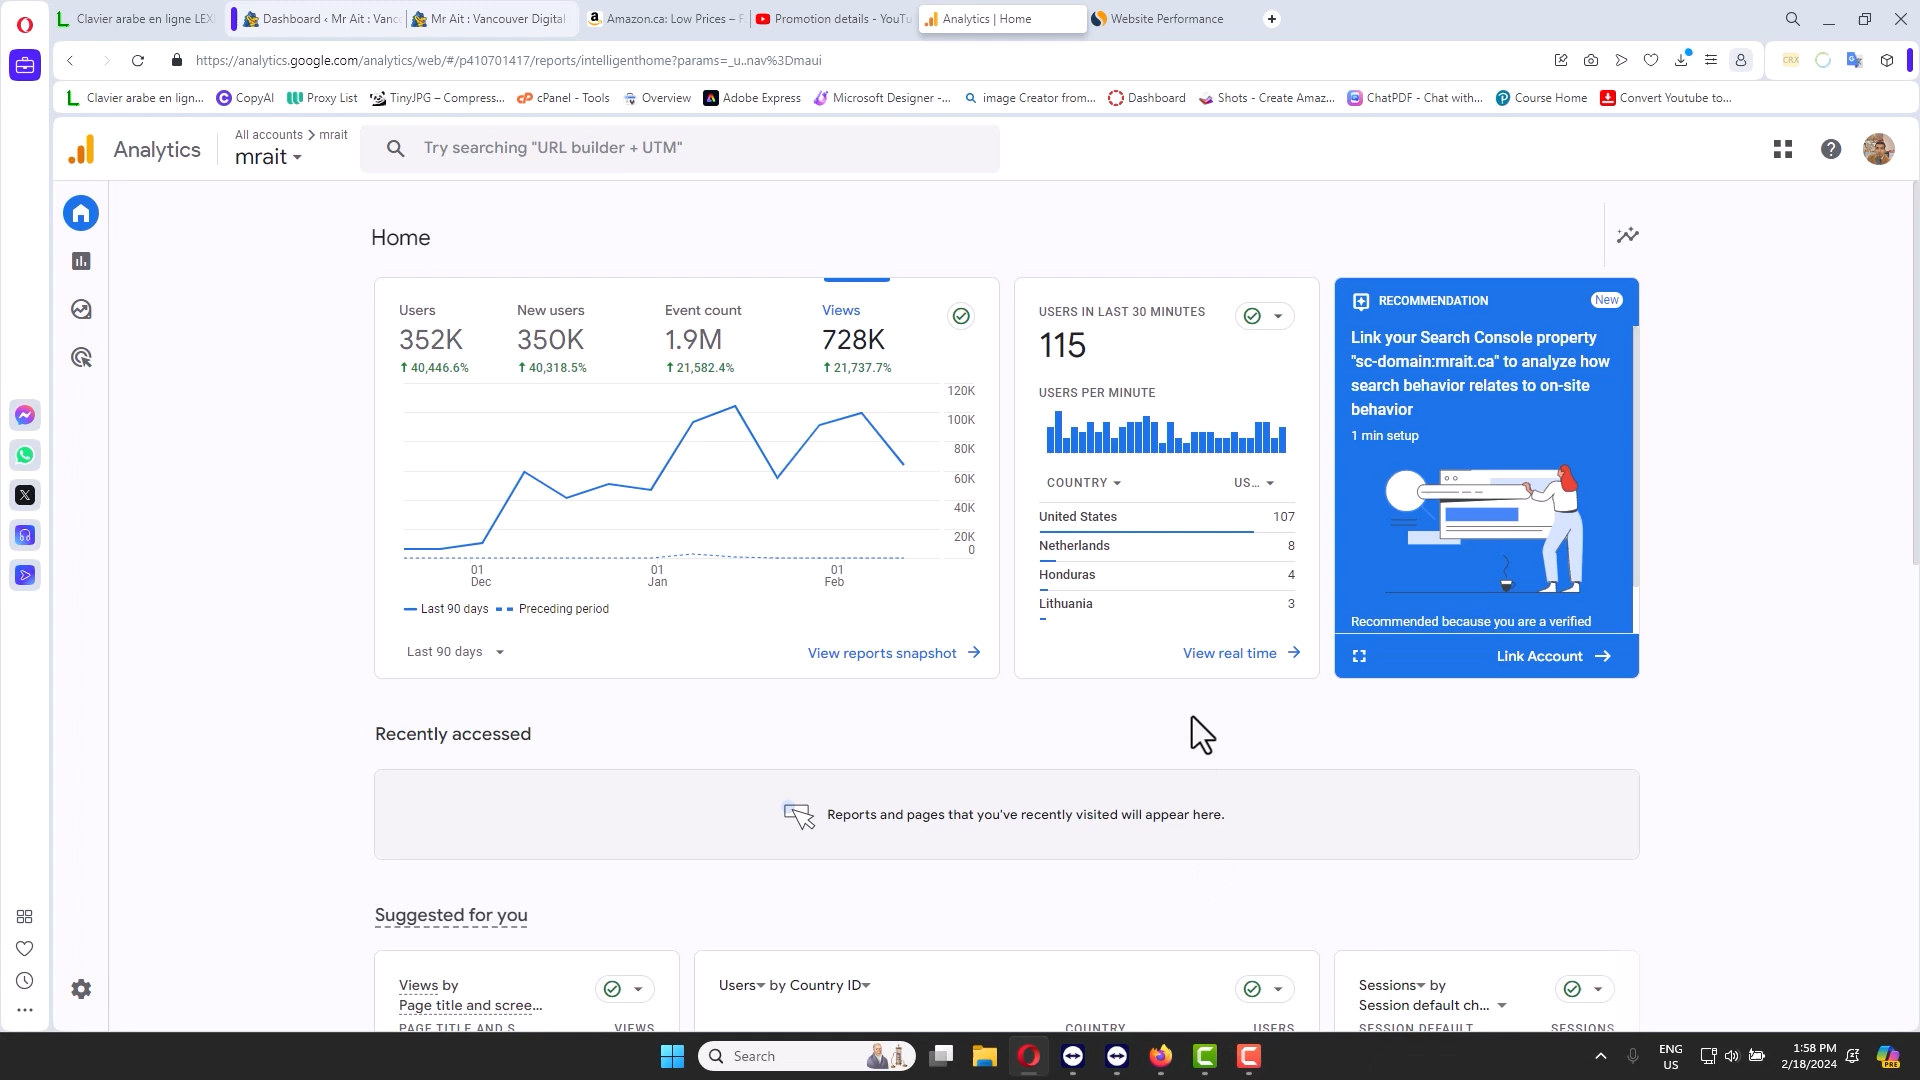 Clavier arabe en ligne LEX
Dashboard ‹ Mr Ait : Vanc
Mr Ait : Vancouver Digital
Amazon.ca: Low Prices – F
Promotion details - YouTu
Analytics | Home
Website Performance
https://analytics.google.com/analytics/web/#/p410701417/reports/intelligenthome?params=_u..nav%3Dmaui
CRX
Clavier arabe en lign...
CopyAI
Proxy List
TinyJPG – Compress...
cPanel - Tools
Overview
Adobe Express
Microsoft Designer -...
image Creator from...
Dashboard
Shots - Create Amaz...
ChatPDF - Chat with...
Course Home
Convert Youtube to...
Analytics
All accounts > mrait
mrait
Try searching "URL builder + UTM"
Home
Users
352K
40,446.6%
New users
350K
40,318.5%
Event count
1.9M
21,582.4%
Views
728K
21,737.7%
120K
100K
80K
60K
40K
20K
0
01
Dec
01
Jan
01
Feb
Last 90 days
Preceding period
Last 90 days
View reports snapshot
USERS IN LAST 30 MINUTES
115
USERS PER MINUTE
COUNTRY
US...
United States 107
Netherlands 8
Honduras 4
Lithuania 3
View real time
RECOMMENDATION
New
Link your Search Console property
"sc-domain:mrait.ca" to analyze how
search behavior relates to on-site
behavior
1 min setup
Recommended because you are a verified
Link Account
Recently accessed
Reports and pages that you've recently visited will appear here.
Suggested for you
Views by
Page title and scree...
PAGE TITLE AND S
VIEWS
Users by Country ID
COUNTRY
USERS
Sessions by
Session default ch...
SESSION DEFAULT
SESSIONS
Search
ENG
US
1:58 PM
2/18/2024
PRE